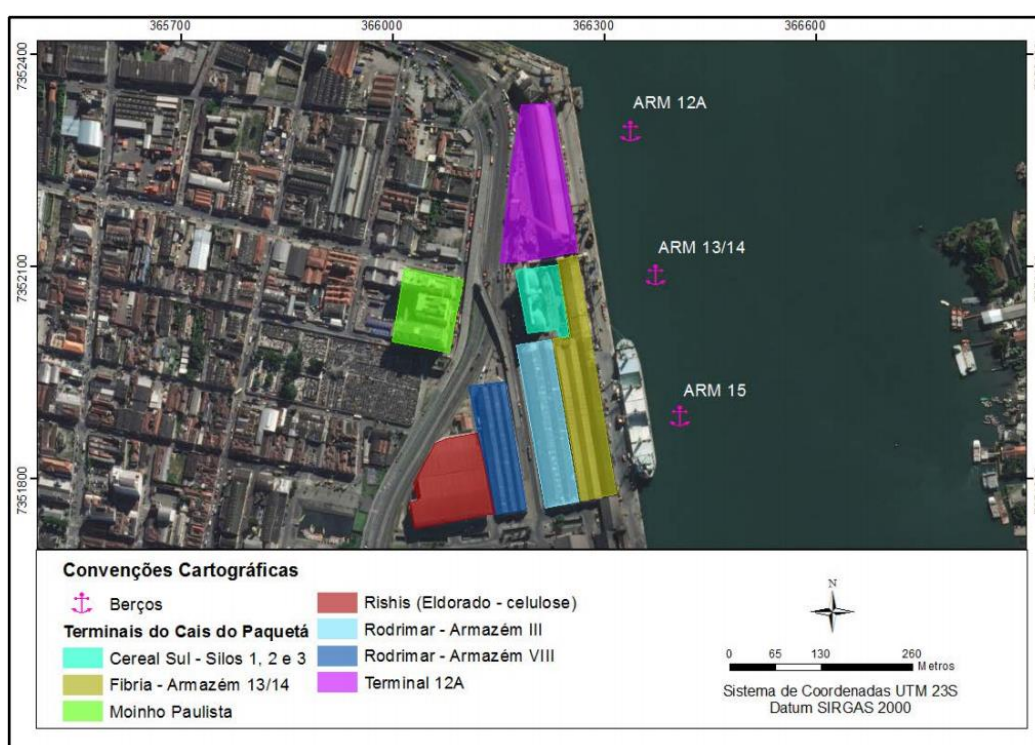 365700
366000
366300
366600
7352400
ARM 12A
ARM 13/14
7352100
ARM 15
7351800
Convenções Cartográficas
Berços
Terminais do Cais do Paquetá
Cereal Sul - Silos 1, 2 e 3
Fibria - Armazém 13/14
Moinho Paulista
Rishis (Eldorado - celulose)
Rodrimar - Armazém III
Rodrimar - Armazém VIII
Terminal 12A
N
0 65 130 260
Metros
Sistema de Coordenadas UTM 23S
Datum SIRGAS 2000